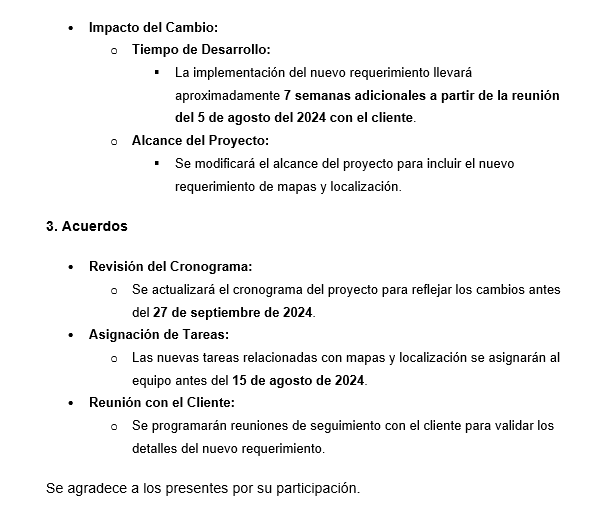 • Impacto del Cambio:
o Tiempo de Desarrollo:
▪ La implementación del nuevo requerimiento llevará
aproximadamente 7 semanas adicionales a partir de la reunión
del 5 de agosto del 2024 con el cliente.
o Alcance del Proyecto:
▪ Se modificará el alcance del proyecto para incluir el nuevo
requerimiento de mapas y localización.
3. Acuerdos
• Revisión del Cronograma:
o Se actualizará el cronograma del proyecto para reflejar los cambios antes
del 27 de septiembre de 2024.
• Asignación de Tareas:
o Las nuevas tareas relacionadas con mapas y localización se asignarán al
equipo antes del 15 de agosto de 2024.
• Reunión con el Cliente:
o Se programarán reuniones de seguimiento con el cliente para validar los
detalles del nuevo requerimiento.
Se agradece a los presentes por su participación.